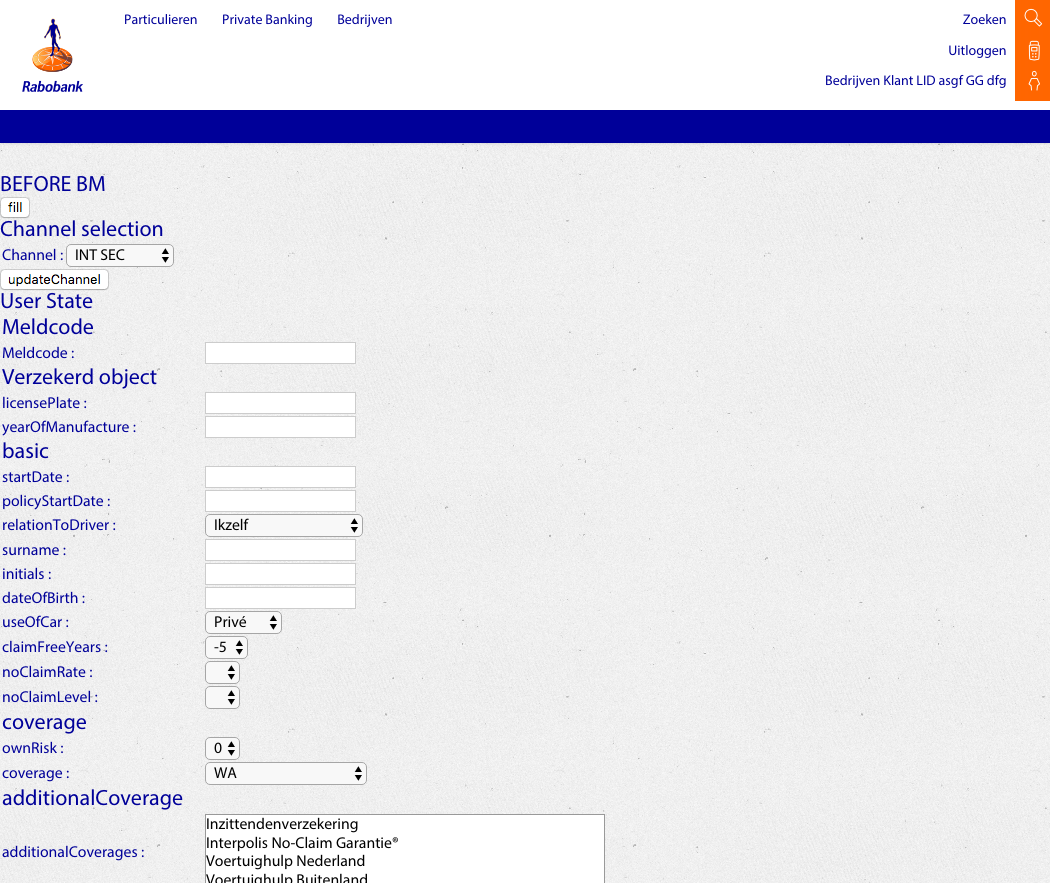 Particulieren Private Banking Bedrijven Zoeken
Uitloggen
Bedrijven Klant LID asgf GG dfg
Rabobank
BEFORE BM
fill
Channel selection
Channel : INT SEC
updateChannel
User State
Meldcode
Meldcode :
Verzekerd object
licensePlate :
yearOfManufacture :
basic
startDate :
policyStartDate :
relationToDriver : Ikzelf
surname :
initials :
dateOfBirth :
useOfCar : Privé
claimFreeYears : -5
noClaimRate :
noClaimLevel :
coverage
ownRisk : 0
coverage : WA
additionalCoverage
Inzittendenverzekering
Interpolis No-Claim Garantie®
additionalCoverages :
Voertuighulp Nederland
Voertuighulp Buitenland